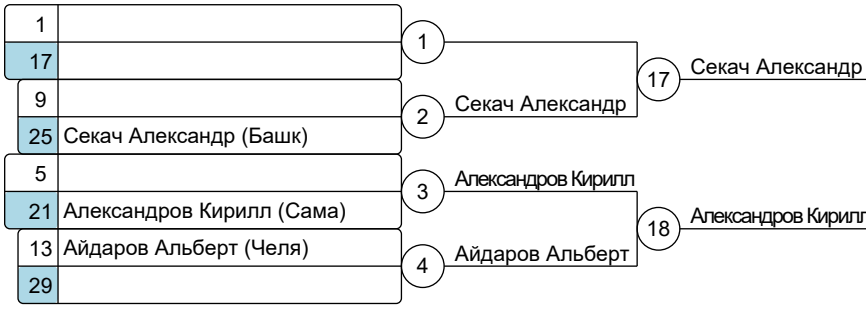 1
17
1
9
25 Секач Александр (Башк)
2
Секач Александр
17
Секач Александр
5
21 Александров Кирилл (Сама)
3
Александров Кирилл
13 Айдаров Альберт (Челя)
29
4
Айдаров Альберт
18
Александров Кирилл